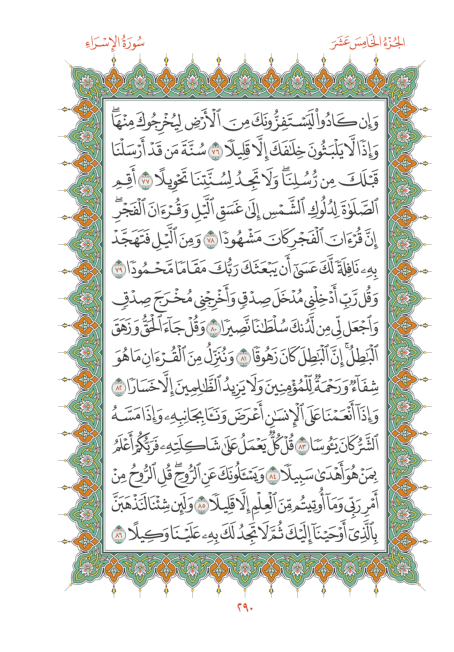 الجُزْءُ الخَامِسَ عَشَرَ
سُورَةُ الإِسْرَاءِ
وَإِن كَادُوا۟ لَيَسْتَفِزُّونَكَ مِنَ ٱلْأَرْضِ لِيُخْرِجُوكَ مِنْهَاۖ
وَإِذًا لَّا يَلْبَثُونَ خِلَٰفَكَ إِلَّا قَلِيلًا ٧٦ سُنَّةَ مَن قَدْ أَرْسَلْنَا
قَبْلَكَ مِن رُّسُلِنَاۖ وَلَا تَجِدُ لِسُنَّتِنَا تَحْوِيلًا ٧٧ أَقِمِ
ٱلصَّلَوٰةَ لِدُلُوكِ ٱلشَّمْسِ إِلَىٰ غَسَقِ ٱلَّيْلِ وَقُرْءَانَ ٱلْفَجْرِۖ
إِنَّ قُرْءَانَ ٱلْفَجْرِ كَانَ مَشْهُودًا ٧٨ وَمِنَ ٱلَّيْلِ فَتَهَجَّدْ
بِهِۦ نَافِلَةً لَّكَ عَسَىٰٓ أَن يَبْعَثَكَ رَبُّكَ مَقَامًا مَّحْمُودًا ٧٩
وَقُل رَّبِّ أَدْخِلْنِى مُدْخَلَ صِدْقٍ وَأَخْرِجْنِى مُخْرَجَ صِدْقٍ
وَٱجْعَل لِّى مِن لَّدُنكَ سُلْطَٰنًا نَّصِيرًا ٨٠ وَقُلْ جَآءَ ٱلْحَقُّ وَزَهَقَ
ٱلْبَٰطِلُۚ إِنَّ ٱلْبَٰطِلَ كَانَ زَهُوقًا ٨١ وَنُنَزِّلُ مِنَ ٱلْقُرْءَانِ مَا هُوَ
شِفَآءٌ وَرَحْمَةٌ لِّلْمُؤْمِنِينَ وَلَا يَزِيدُ ٱلظَّٰلِمِينَ إِلَّا خَسَارًا ٨٢
وَإِذَآ أَنْعَمْنَا عَلَى ٱلْإِنسَٰنِ أَعْرَضَ وَنَـَٔا بِجَانِبِهِۦ وَإِذَا مَسَّهُ
ٱلشَّرُّ كَانَ يَـُٔوسًا ٨٣ قُلْ كُلٌّ يَعْمَلُ عَلَىٰ شَاكِلَتِهِۦ فَرَبُّكُمْ أَعْلَمُ
بِمَنْ هُوَ أَهْدَىٰ سَبِيلًا ٨٤ وَيَسْـَٔلُونَكَ عَنِ ٱلرُّوحِۖ قُلِ ٱلرُّوحُ مِنْ
أَمْرِ رَبِّى وَمَآ أُوتِيتُم مِّنَ ٱلْعِلْمِ إِلَّا قَلِيلًا ٨٥ وَلَئِن شِئْنَا لَنَذْهَبَنَّ
بِٱلَّذِىٓ أَوْحَيْنَآ إِلَيْكَ ثُمَّ لَا تَجِدُ لَكَ بِهِۦ عَلَيْنَا وَكِيلًا ٨٦
٢٩٠